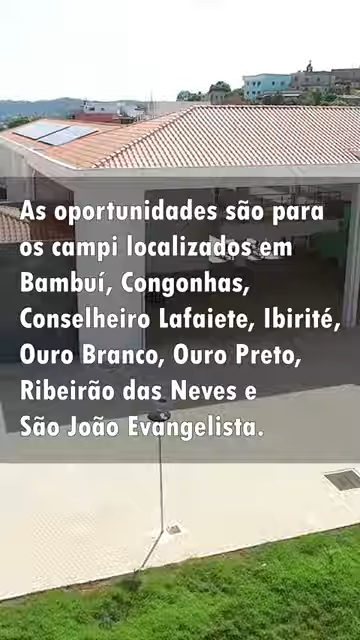 As oportunidades são para
os campi localizados em
Bambuí, Congonhas,
Conselheiro Lafaiete, Ibirité,
Ouro Branco, Ouro Preto,
Ribeirão das Neves e
São João Evangelista.